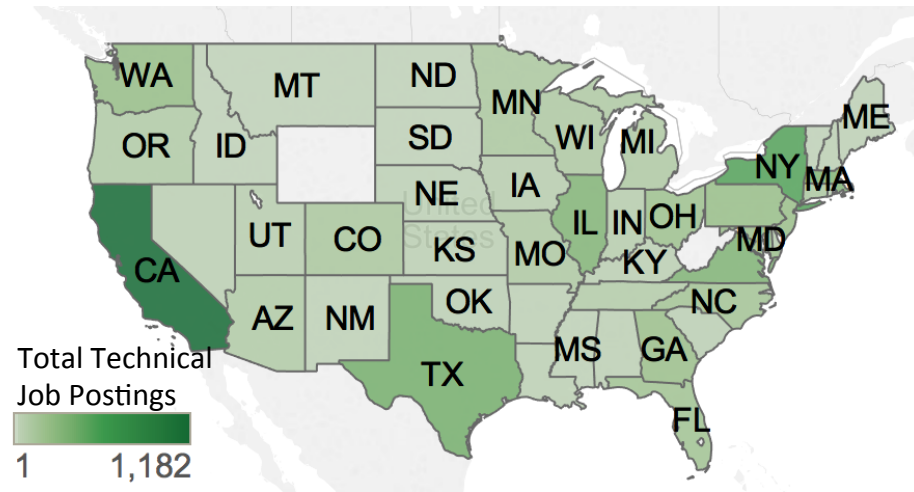 WA
MT
ND
MN
ME
OR
ID
SD
WI
MI
NY
MA
NE
IA
United
States
UT
CO
KS
MO
IL
IN
OH
MD
KY
CA
AZ
NM
OK
NC
MS
GA
TX
FL
Total Technical
Job Postings
1 1,182